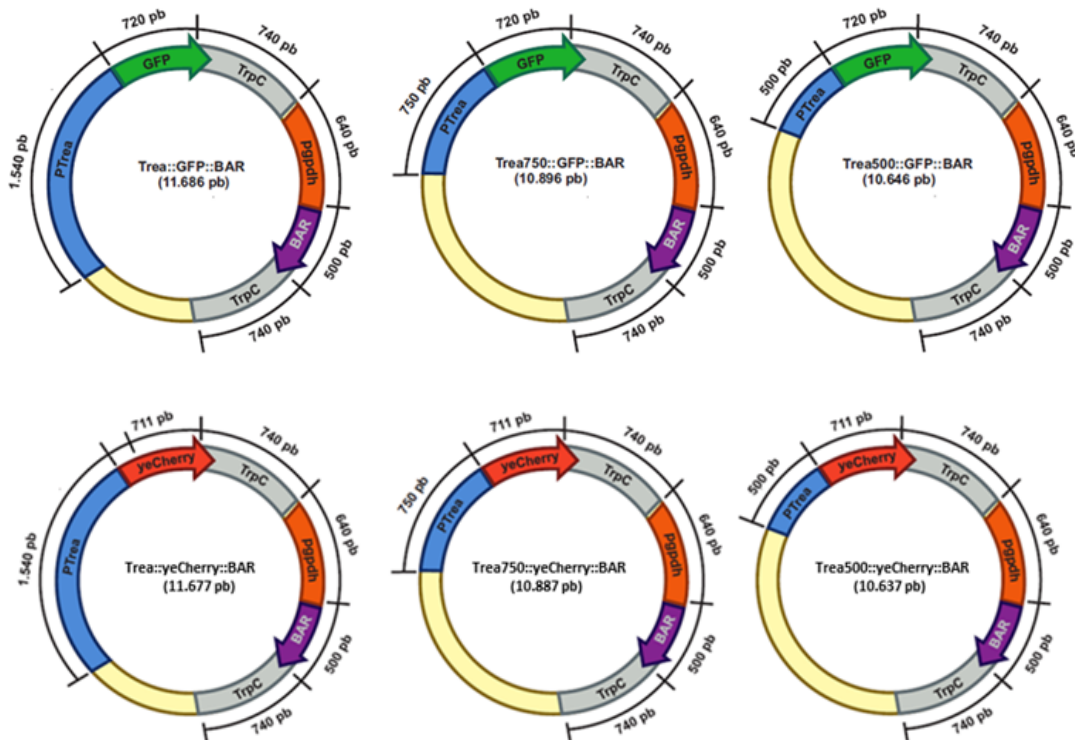 720 pb
740 pb
GFP
TrpC
1.540 pb
PTrea
640 pb
pgpdh
Trea::GFP::BAR
(11.686 pb)
BAR
500 pb
TrpC
740 pb
720 pb
740 pb
GFP
TrpC
750 pb
PTrea
640 pb
pgpdh
Trea750::GFP::BAR
(10.896 pb)
BAR
500 pb
TrpC
740 pb
720 pb
740 pb
GFP
TrpC
500 pb
PTrea
640 pb
pgpdh
Trea500::GFP::BAR
(10.646 pb)
BAR
500 pb
TrpC
740 pb
711 pb
740 pb
yeCherry
TrpC
1.540 pb
PTrea
640 pb
pgpdh
Trea::yeCherry::BAR
(11.677 pb)
BAR
500 pb
TrpC
740 pb
711 pb
740 pb
yeCherry
TrpC
750 pb
PTrea
640 pb
pgpdh
Trea750::yeCherry::BAR
(10.887 pb)
BAR
500 pb
TrpC
740 pb
711 pb
740 pb
yeCherry
TrpC
500 pb
PTrea
640 pb
pgpdh
Trea500::yeCherry::BAR
(10.637 pb)
BAR
500 pb
TrpC
740 pb